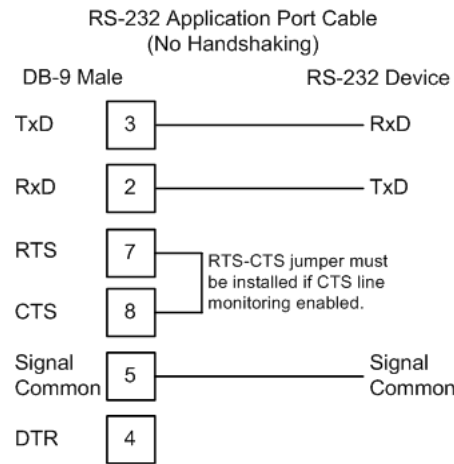 RS-232 Application Port Cable
(No Handshaking)
DB-9 Male
RS-232 Device
TxD
3
RxD
RxD
2
TxD
RTS
7
RTS-CTS jumper must
be installed if CTS line
monitoring enabled.
CTS
8
Signal
Common
5
Signal
Common
DTR
4